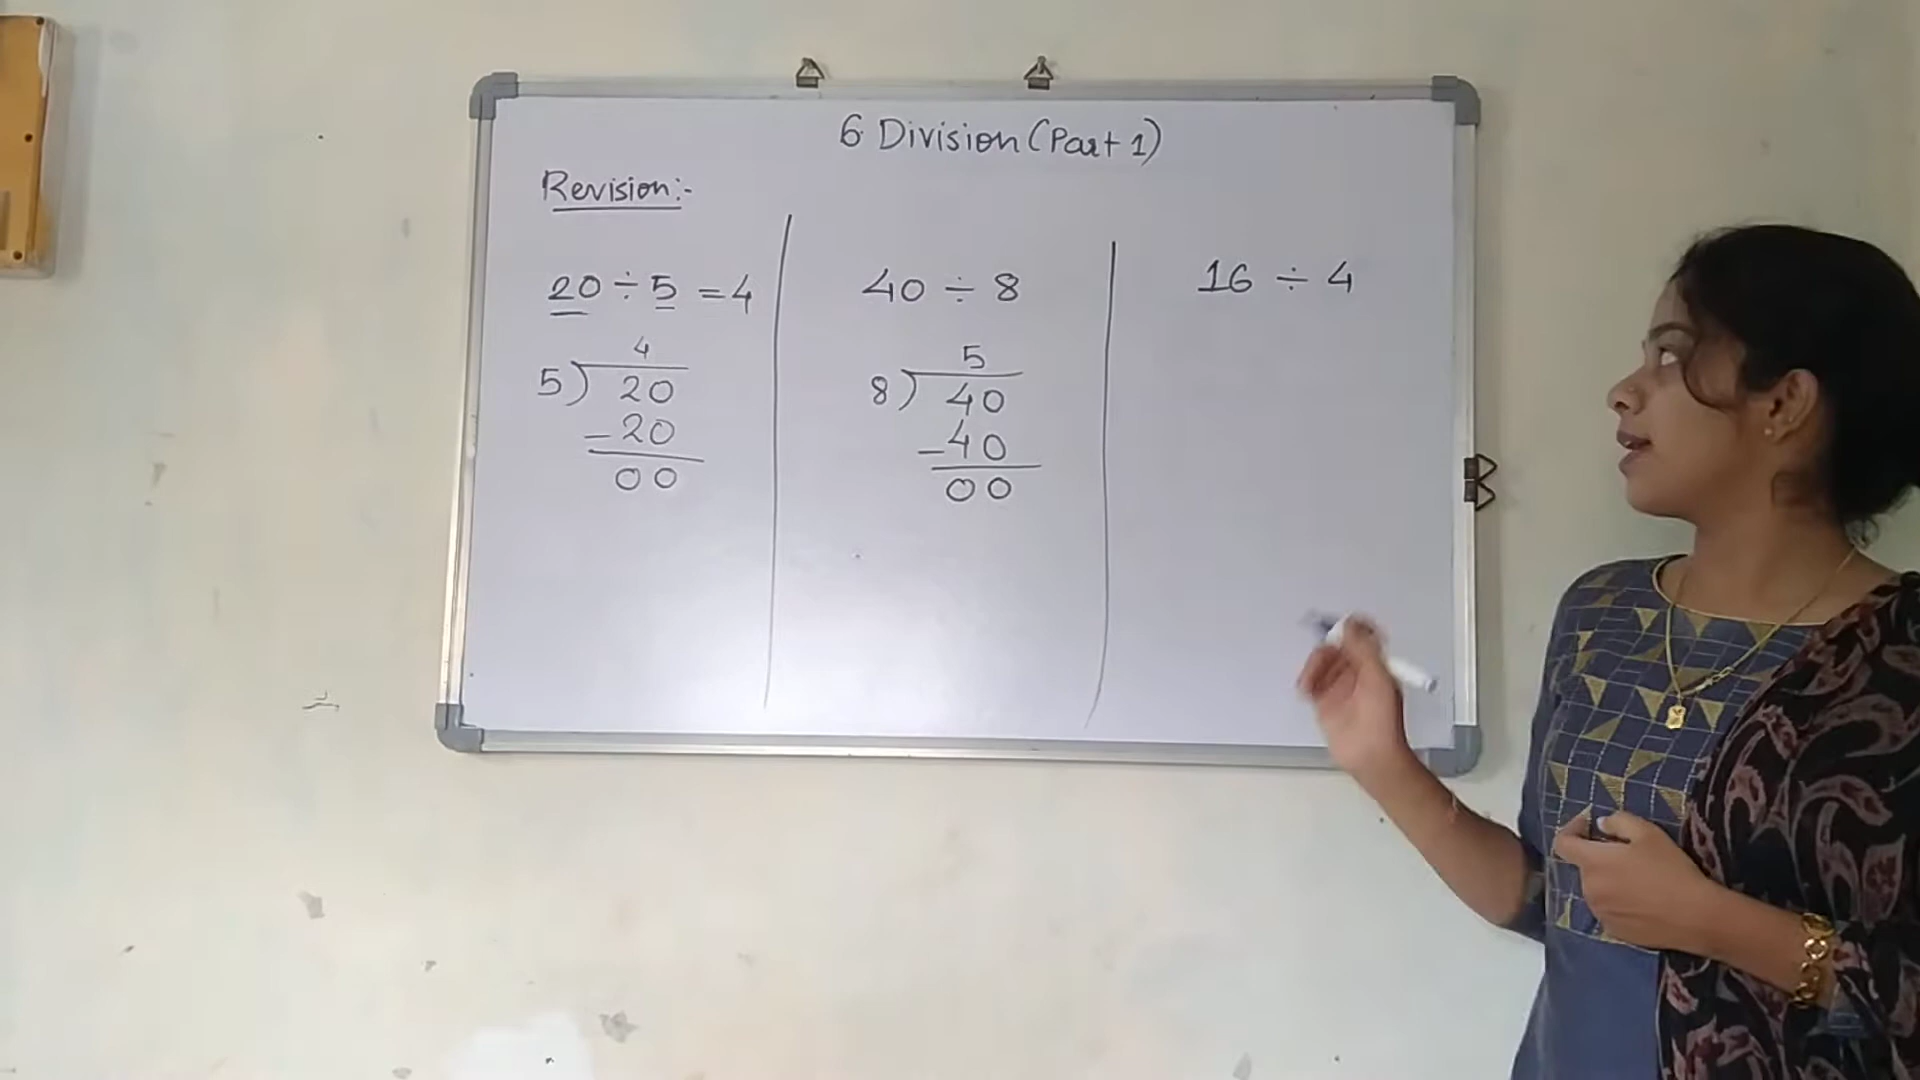 6 Division (Part 1)
Revision:-
20 ÷ 5 = 4
4
5) 20
-20
00
40 ÷ 8
5
8) 40
-40
00
16 ÷ 4